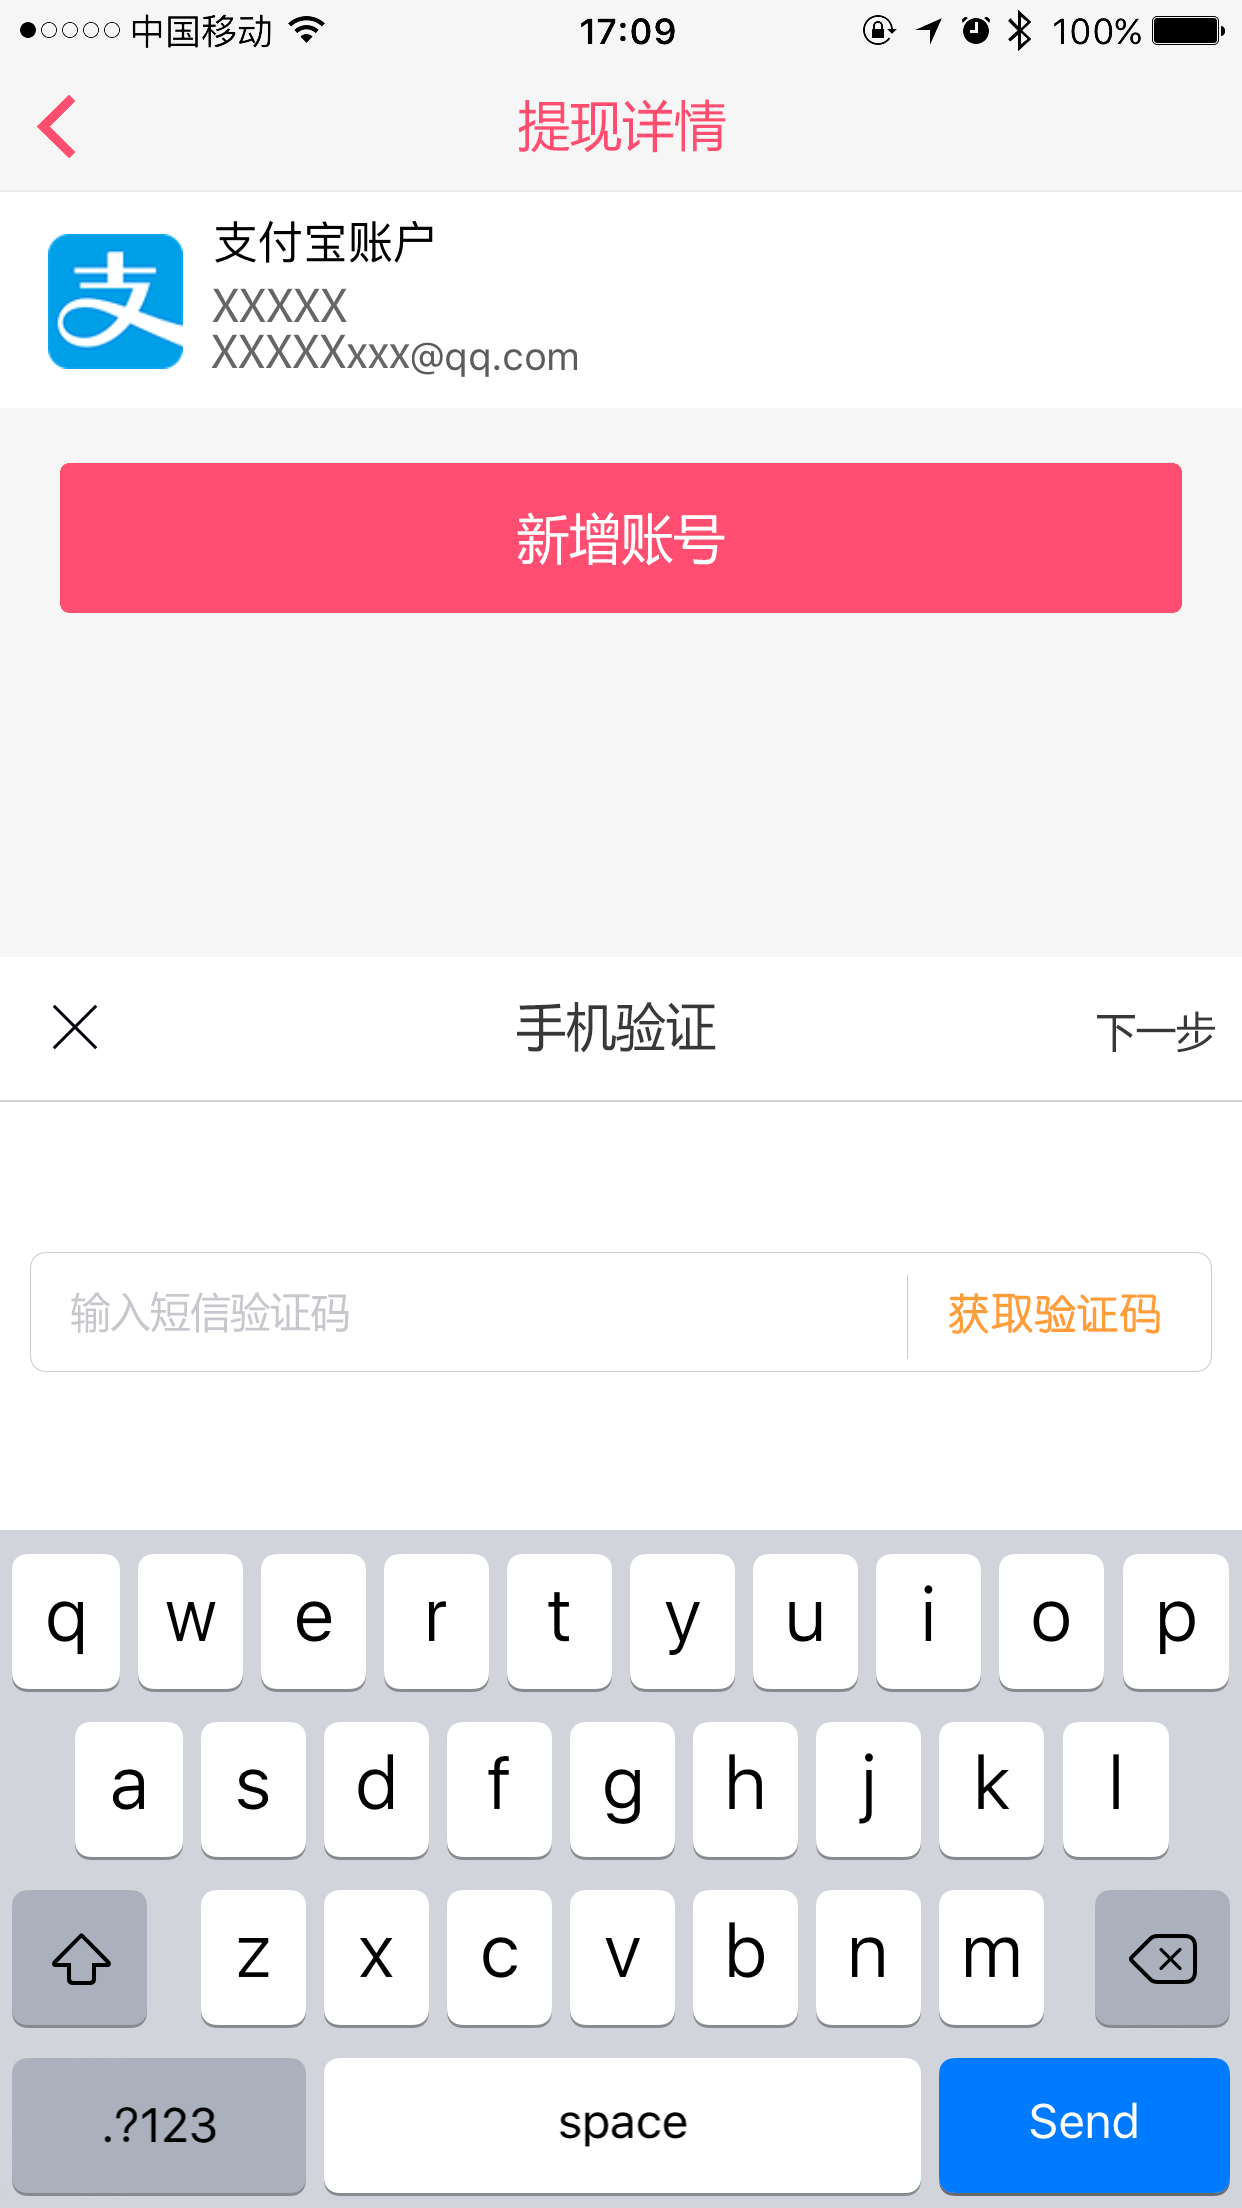 中国移动 17:09 100%
提现详情
支付宝账户
支
XXXXX
XXXXXxxx@qq.com
新增账号
手机验证 下一步
输入短信验证码 获取验证码
q w e r t y u i o p
a s d f g h j k l
z x c v b n m
.?123 space Send